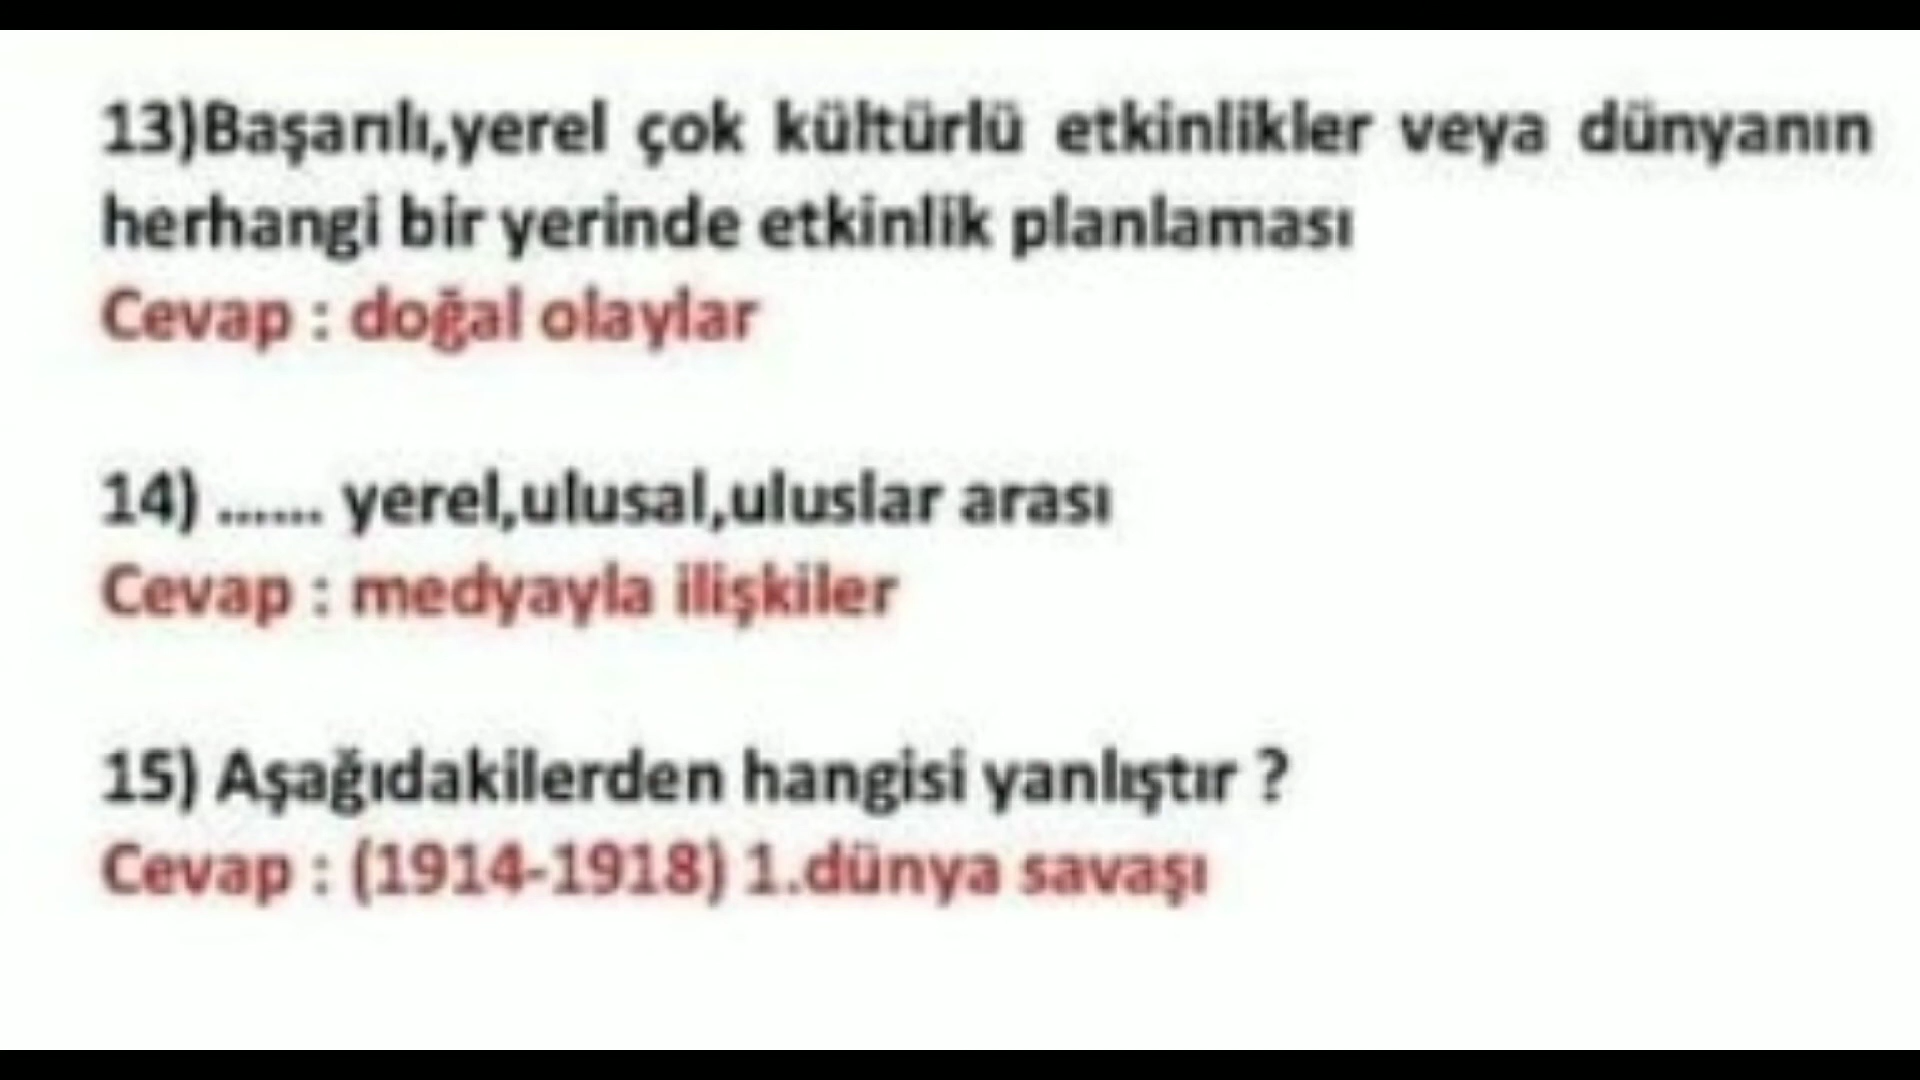 13)Başarılı,yerel çok kültürlü etkinlikler veya dünyanın
herhangi bir yerinde etkinlik planlaması
Cevap : doğal olaylar
14) ...... yerel,ulusal,uluslar arası
Cevap : medyayla ilişkiler
15) Aşağıdakilerden hangisi yanlıştır ?
Cevap : (1914-1918) 1.dünya savaşı